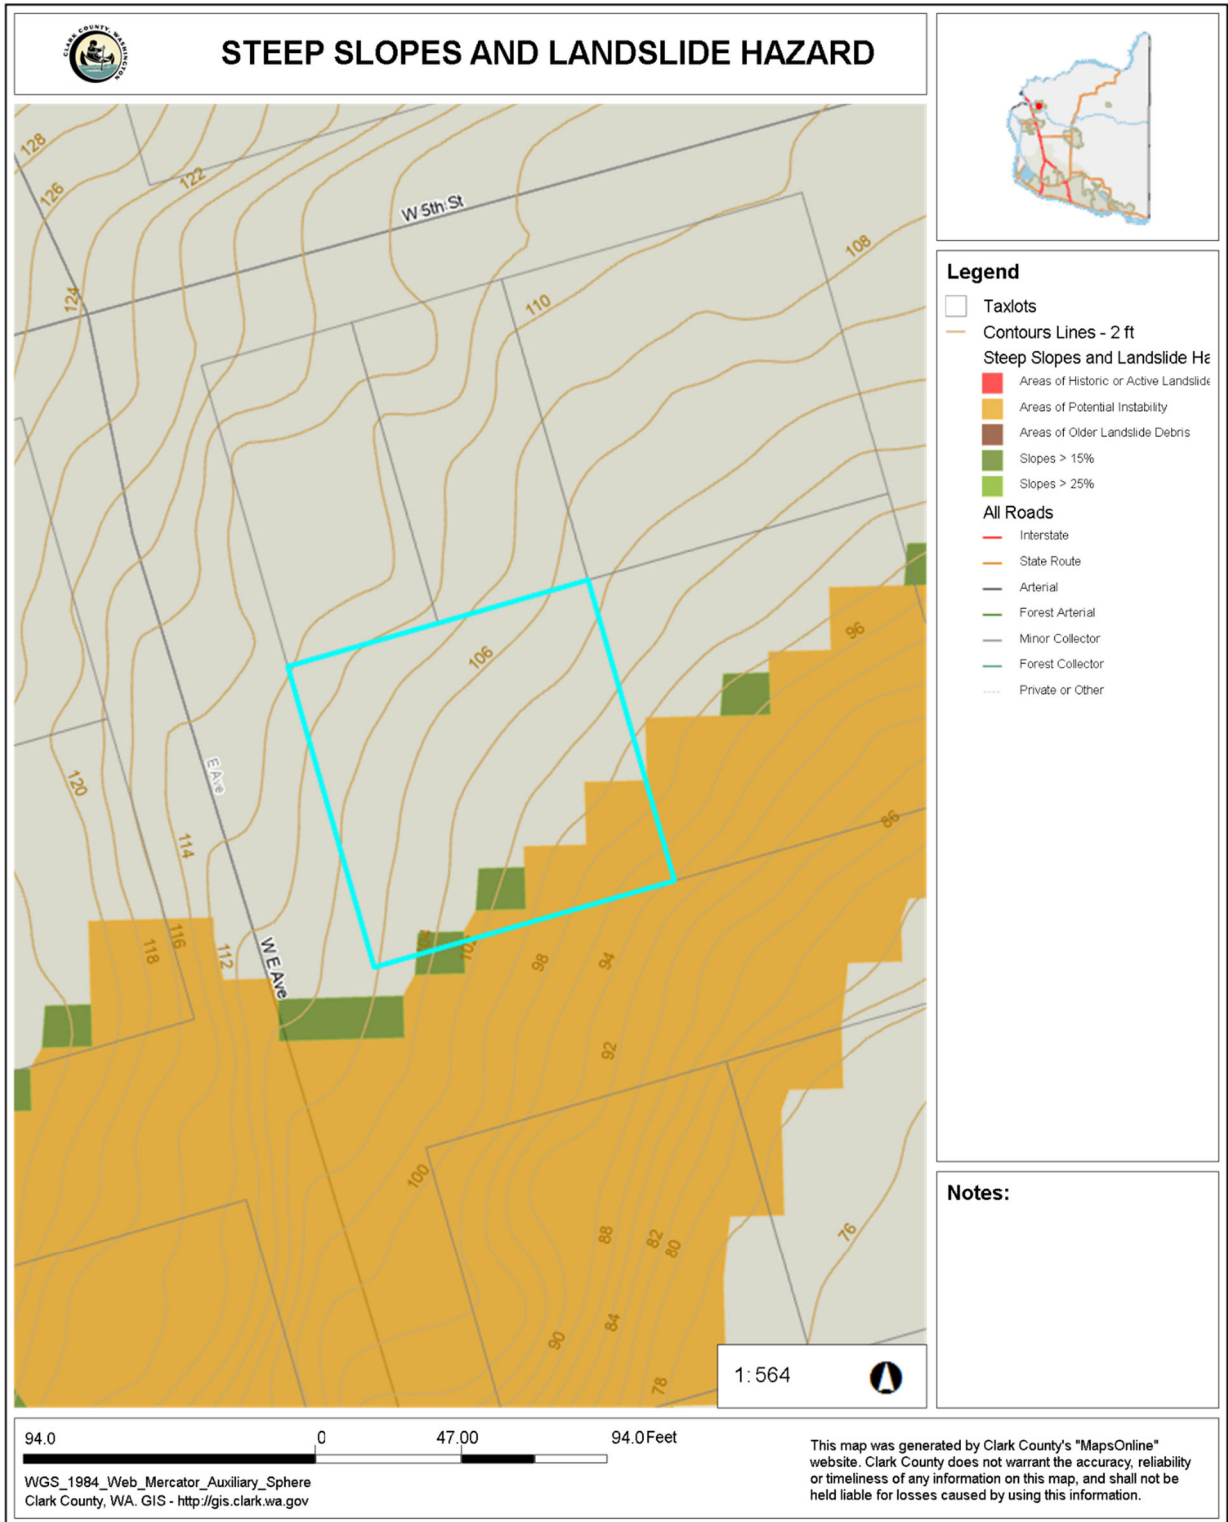 CLARK COUNTY, WASHINGTON
STEEP SLOPES AND LANDSLIDE HAZARD
128
126
122
W 5th St
124
108
110
106
96
E Ave
120
114
86
116
118
112
W E Ave
104
102
98
94
92
100
88
82
80
76
84
90
78
1: 564
Legend
Taxlots
Contours Lines - 2 ft
Steep Slopes and Landslide Ha
Areas of Historic or Active Landslide
Areas of Potential Instability
Areas of Older Landslide Debris
Slopes > 15%
Slopes > 25%
All Roads
Interstate
State Route
Arterial
Forest Arterial
Minor Collector
Forest Collector
Private or Other
Notes:
94.0 0 47.00 94.0 Feet
WGS_1984_Web_Mercator_Auxiliary_Sphere
Clark County, WA. GIS - http://gis.clark.wa.gov
This map was generated by Clark County's "MapsOnline"
website. Clark County does not warrant the accuracy, reliability
or timeliness of any information on this map, and shall not be
held liable for losses caused by using this information.